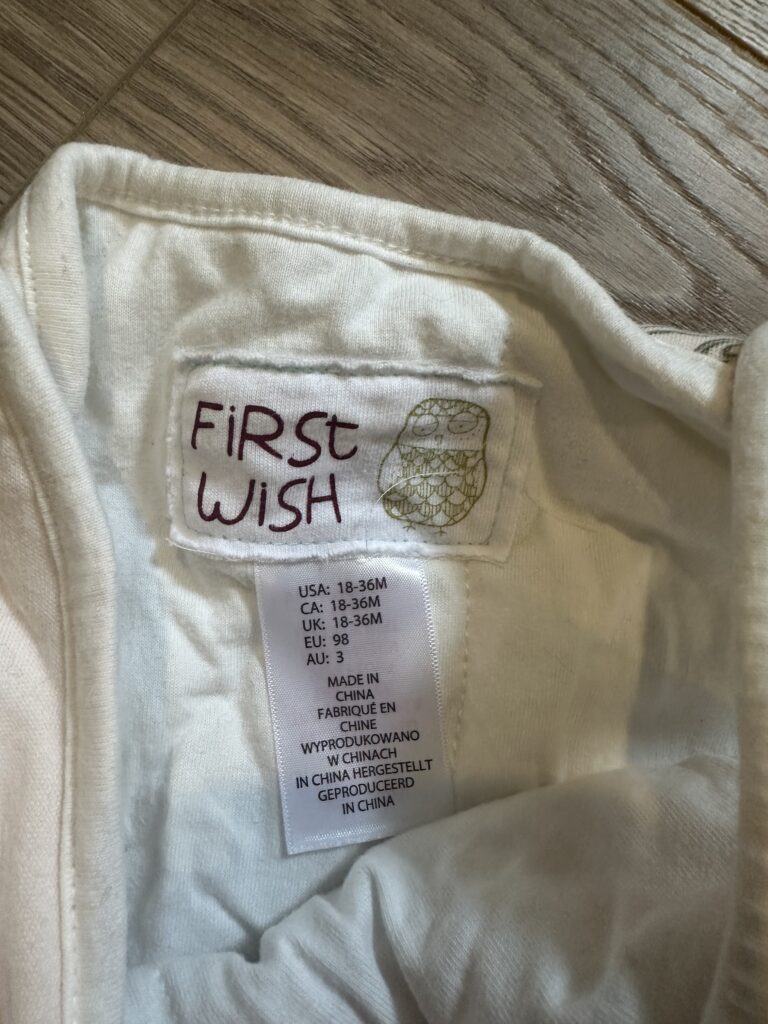 FiRSt
WiSH
USA: 18-36M
CA: 18-36M
UK: 18-36M
EU: 98
AU: 3
MADE IN
CHINA
FABRIQUÉ EN
CHINE
WYPRODUKOWANO
W CHINACH
IN CHINA HERGESTELLT
GEPRODUCEERD
IN CHINA